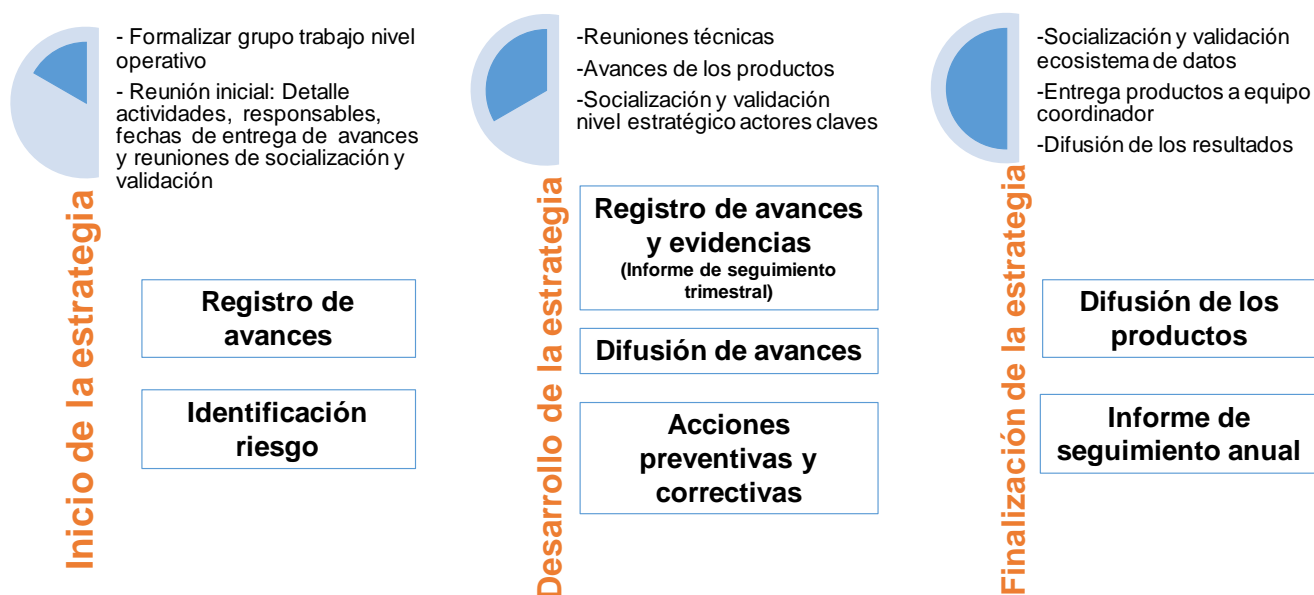 - Formalizar grupo trabajo nivel
operativo
- Reunión inicial: Detalle
actividades, responsables,
fechas de entrega de avances
y reuniones de socialización y
validación
Inicio de la estrategia
Registro de
avances
Identificación
riesgo
-Reuniones técnicas
-Avances de los productos
-Socialización y validación
nivel estratégico actores claves
Desarrollo de la estrategia
Registro de avances
y evidencias
(Informe de seguimiento
trimestral)
Difusión de avances
Acciones
preventivas y
correctivas
-Socialización y validación
ecosistema de datos
-Entrega productos a equipo
coordinador
-Difusión de los resultados
Finalización de la estrategia
Difusión de los
productos
Informe de
seguimiento anual